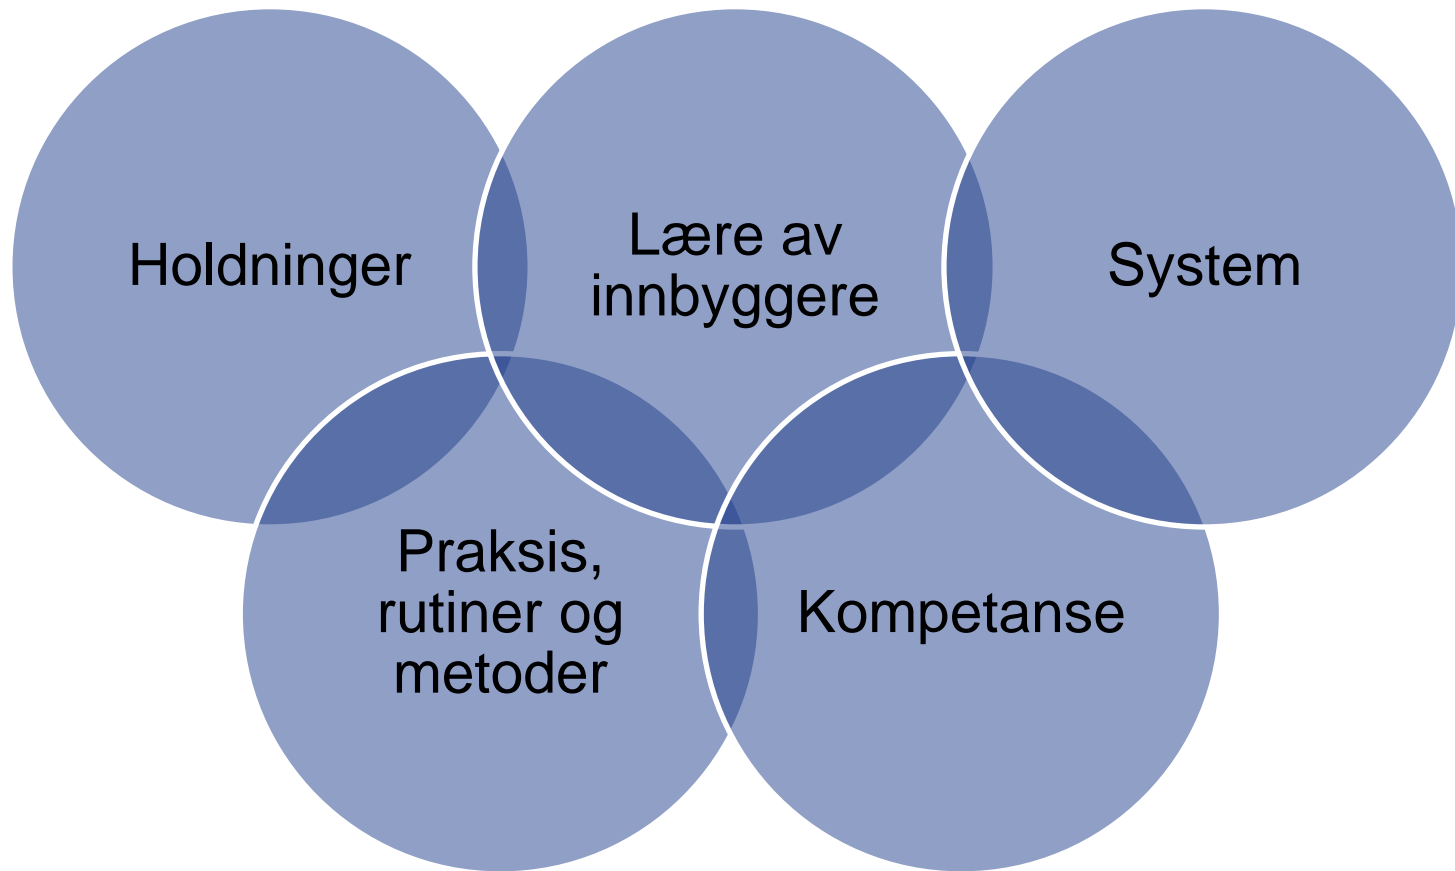 Holdninger
Lære av
innbyggere
System
Praksis,
rutiner og
metoder
Kompetanse